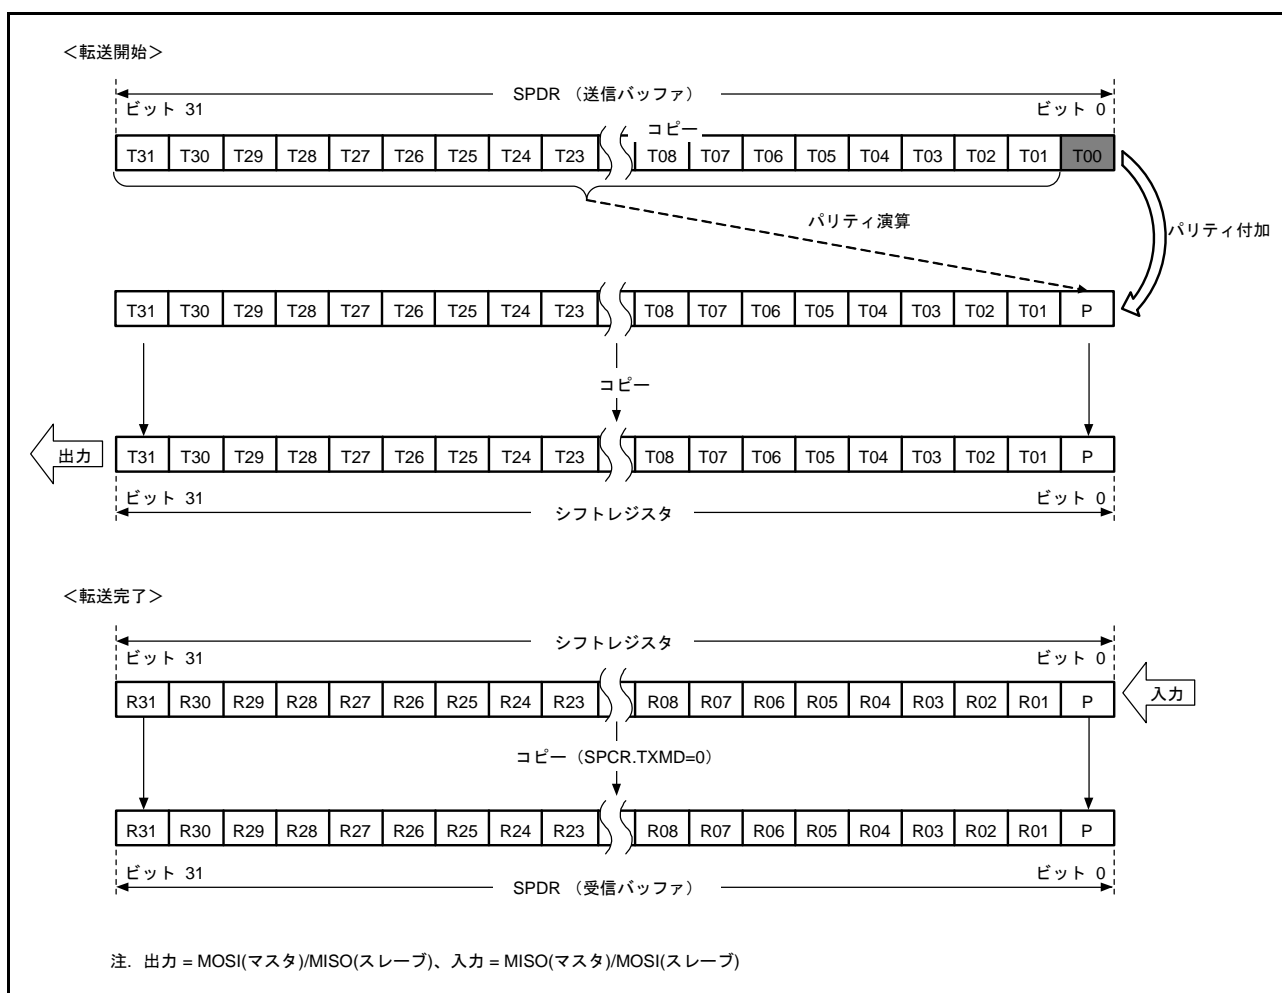 ＜転送開始＞
SPDR （送信バッファ）
ビット 31 ビット 0
コピー
T31 T30 T29 T28 T27 T26 T25 T24 T23 T08 T07 T06 T05 T04 T03 T02 T01 T00
パリティ演算
パリティ付加
T31 T30 T29 T28 T27 T26 T25 T24 T23 T08 T07 T06 T05 T04 T03 T02 T01 P
コピー
出力
T31 T30 T29 T28 T27 T26 T25 T24 T23 T08 T07 T06 T05 T04 T03 T02 T01 P
ビット 31 ビット 0
シフトレジスタ
＜転送完了＞
シフトレジスタ
ビット 31 ビット 0
R31 R30 R29 R28 R27 R26 R25 R24 R23 R08 R07 R06 R05 R04 R03 R02 R01 P
入力
コピー（SPCR.TXMD=0）
R31 R30 R29 R28 R27 R26 R25 R24 R23 R08 R07 R06 R05 R04 R03 R02 R01 P
ビット 31 ビット 0
SPDR （受信バッファ）
注. 出力 = MOSI(マスタ)/MISO(スレーブ)、入力 = MISO(マスタ)/MOSI(スレーブ)